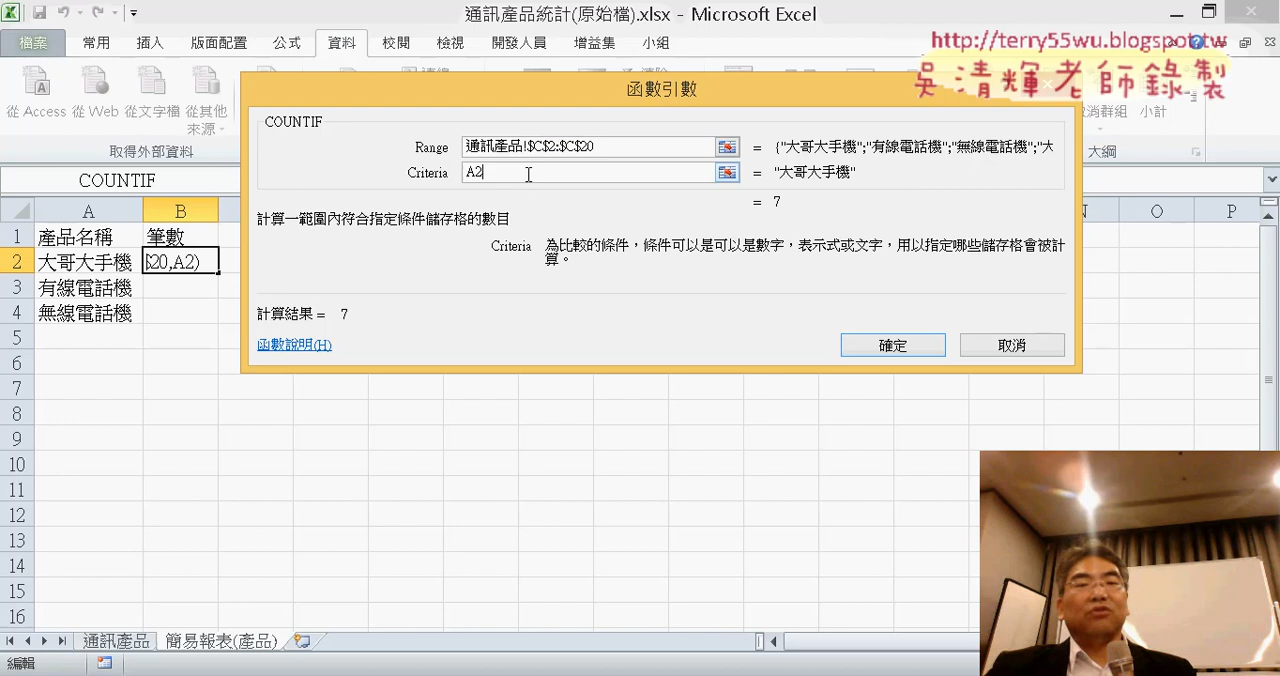 通訊產品統計(原始檔).xlsx - Microsoft Excel
http://terry55wu.blogspot.tw
吳清輝老師錄製
檔案 常用 插入 版面配置 公式 資料 校閱 檢視 開發人員 增益集 小組
從 Access 從 Web 從文字檔 從其他來源
取得外部資料
取消群組 小計
大綱
函數引數
COUNTIF
Range 通訊產品!$C$2:$C$20 = {"大哥大手機";"有線電話機";"無線電話機";"大
Criteria A2 = "大哥大手機"
= 7
計算一範圍內符合指定條件儲存格的數目
Criteria 為比較的條件，條件可以是可以是數字，表示式或文字，用以指定哪些儲存格會被計
算。
計算結果 = 7
函數說明(H)
確定 取消
COUNTIF
A B N O P
1 產品名稱 筆數
2 大哥大手機 $20,A2)
3 有線電話機
4 無線電話機
5
6
7
8
9
10
11
12
13
14
15
16
通訊產品 簡易報表(產品)
編輯